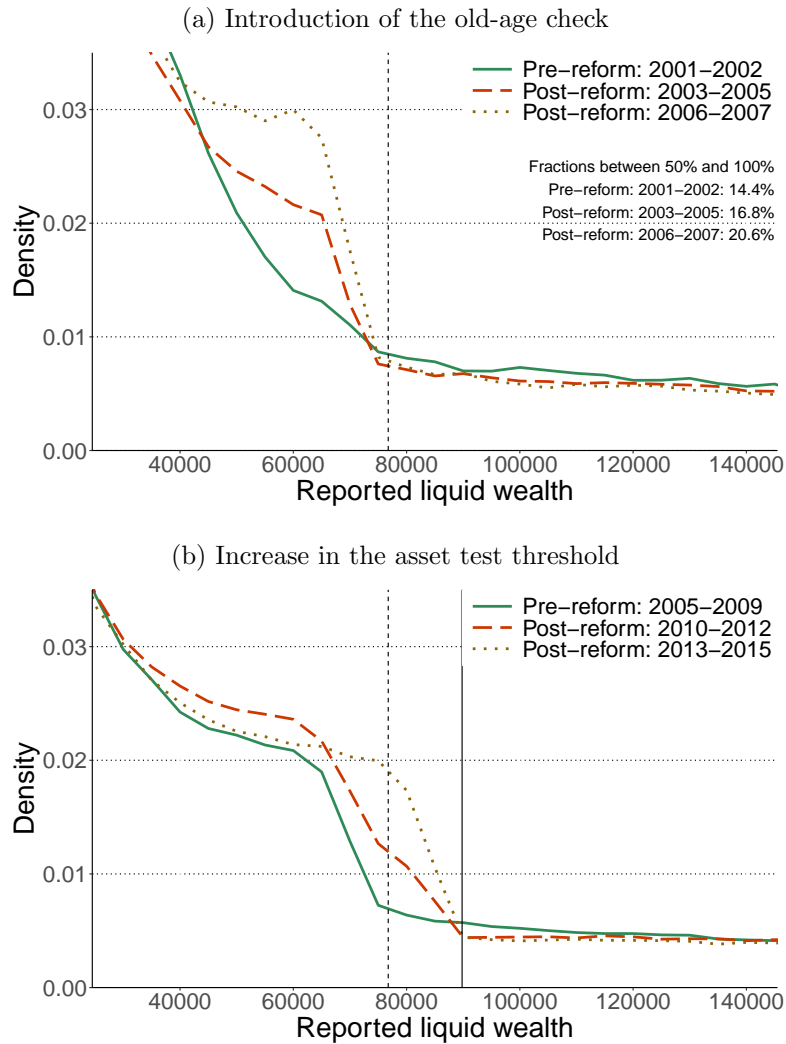 (a) Introduction of the old-age check
Pre−reform: 2001−2002
Post−reform: 2003−2005
Post−reform: 2006−2007
Fractions between 50% and 100%
Pre−reform: 2001−2002: 14.4%
Post−reform: 2003−2005: 16.8%
Post−reform: 2006−2007: 20.6%
Density
0.03
0.02
0.01
0.00
40000 60000 80000 100000 120000 140000
Reported liquid wealth
(b) Increase in the asset test threshold
Pre−reform: 2005−2009
Post−reform: 2010−2012
Post−reform: 2013−2015
Density
0.03
0.02
0.01
0.00
40000 60000 80000 100000 120000 140000
Reported liquid wealth